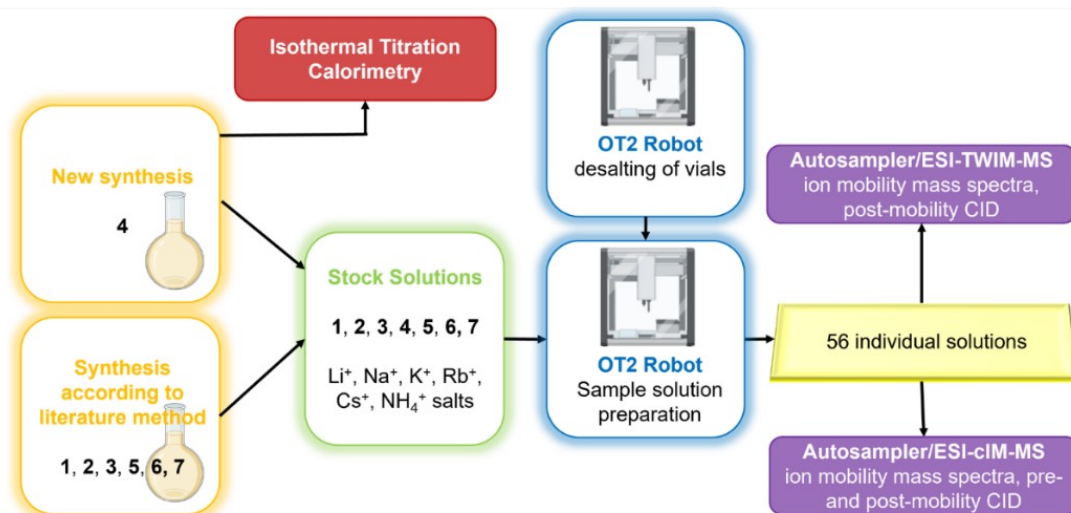 Isothermal Titration
Calorimetry
New synthesis
4
Synthesis
according to
literature method
1, 2, 3, 5, 6, 7
Stock Solutions
1, 2, 3, 4, 5, 6, 7
Li⁺, Na⁺, K⁺, Rb⁺,
Cs⁺, NH₄⁺ salts
OT2 Robot
desalting of vials
OT2 Robot
Sample solution
preparation
Autosampler/ESI-TWIM-MS
ion mobility mass spectra,
post-mobility CID
56 individual solutions
Autosampler/ESI-cIM-MS
ion mobility mass spectra, pre-
and post-mobility CID